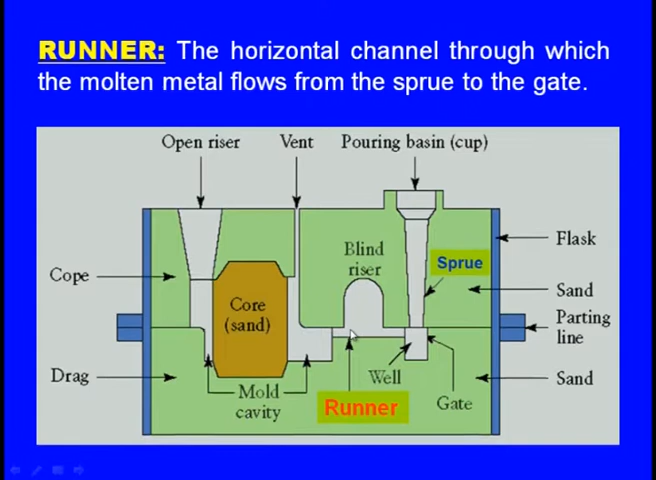 RUNNER: The horizontal channel through which
the molten metal flows from the sprue to the gate.
Open riser
Vent
Pouring basin (cup)
Blind
riser
Sprue
Flask
Cope
Core
(sand)
Sand
Parting
line
Drag
Mold
cavity
Well
Runner
Gate
Sand